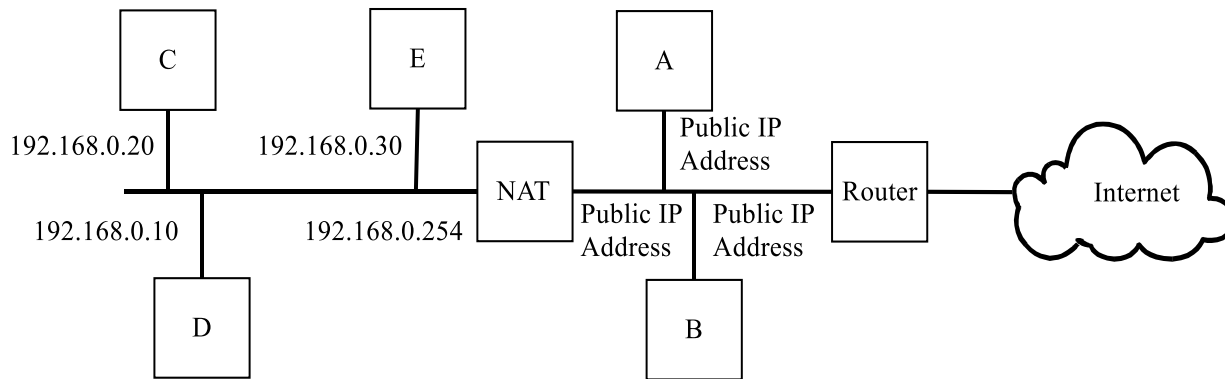 C
E
A
192.168.0.20
192.168.0.30
Public IP
Address
NAT
Router
Internet
192.168.0.10
192.168.0.254
Public IP
Address
Public IP
Address
D
B